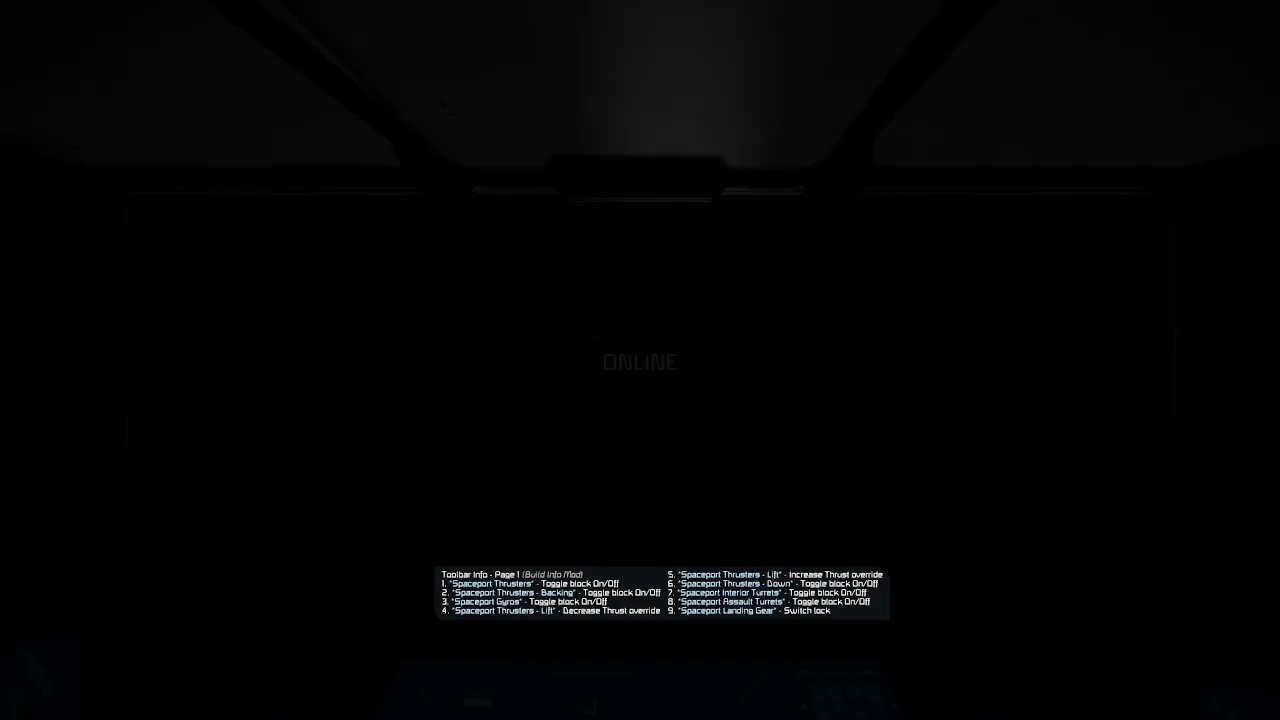 ONLINE
Toolbar Info - Page 1 (Build Info Mod)
1. "Spaceport Thrusters" - Toggle block On/Off
2. "Spaceport Thrusters - Backing" - Toggle block On/Off
3. "Spaceport Gyros" - Toggle block On/Off
4. "Spaceport Thrusters - Lift" - Decrease Thrust override
5. "Spaceport Thrusters - Lift" - Increase Thrust override
6. "Spaceport Thrusters - Down" - Toggle block On/Off
7. "Spaceport Interior Turrets" - Toggle block On/Off
8. "Spaceport Assault Turrets" - Toggle block On/Off
9. "Spaceport Landing Gear" - Switch lock